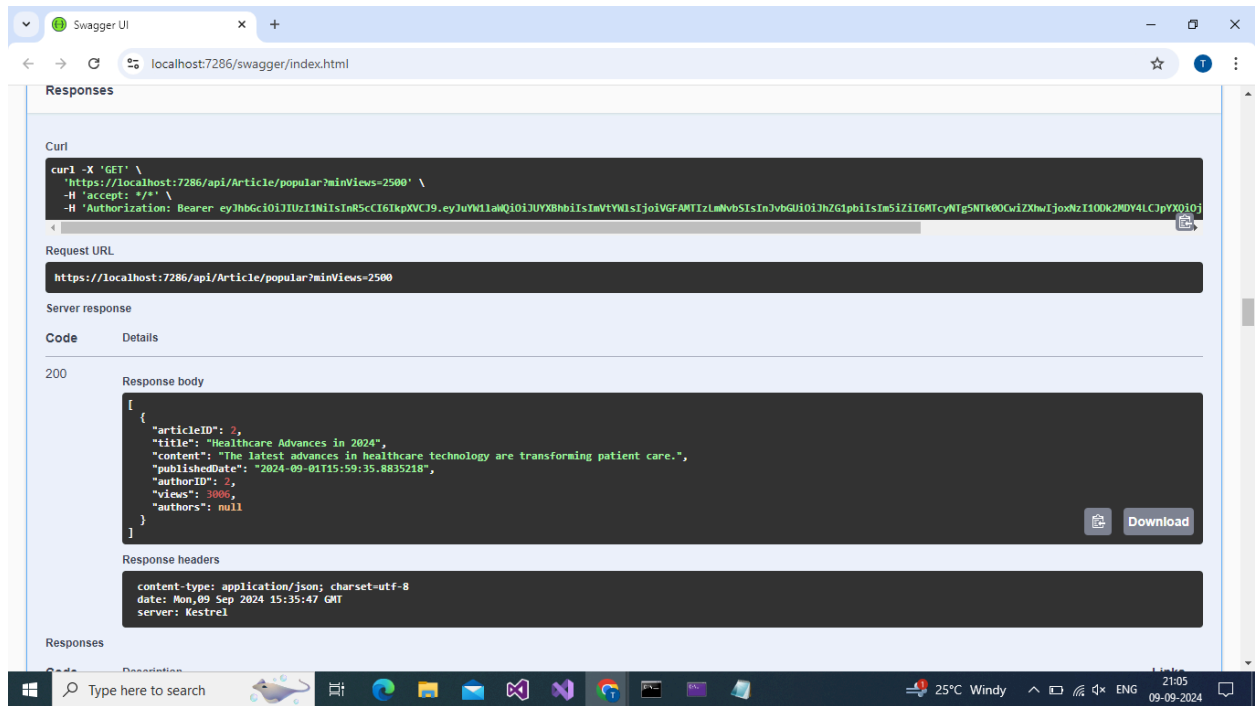 Swagger UI
localhost:7286/swagger/index.html
T
Responses
Curl
curl -X 'GET' \
'https://localhost:7286/api/Article/popular?minViews=2500' \
-H 'accept: */*' \
-H 'Authorization: Bearer
Request URL
https://localhost:7286/api/Article/popular?minViews=2500
Server response
Code Details
200
Response body
[
{
"articleID": 2,
"title": "Healthcare Advances in 2024",
"content": "The latest advances in healthcare technology are transforming patient care.",
"publishedDate": "2024-09-01T15:59:35.8835218",
"authorID": 2,
"views": 3006,
"authors": null
}
]
Download
Response headers
content-type: application/json; charset=utf-8
date: Mon,09 Sep 2024 15:35:47 GMT
server: Kestrel
Responses
Code Description Links
Type here to search
25°C Windy
ENG
21:05
09-09-2024